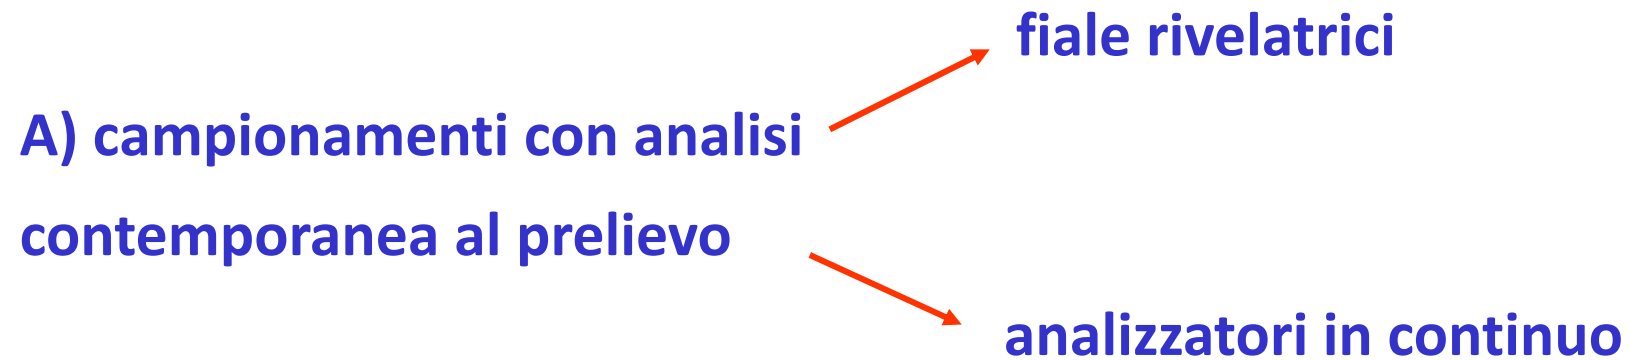 fiale rivelatrici
A) campionamenti con analisi
contemporanea al prelievo
analizzatori in continuo